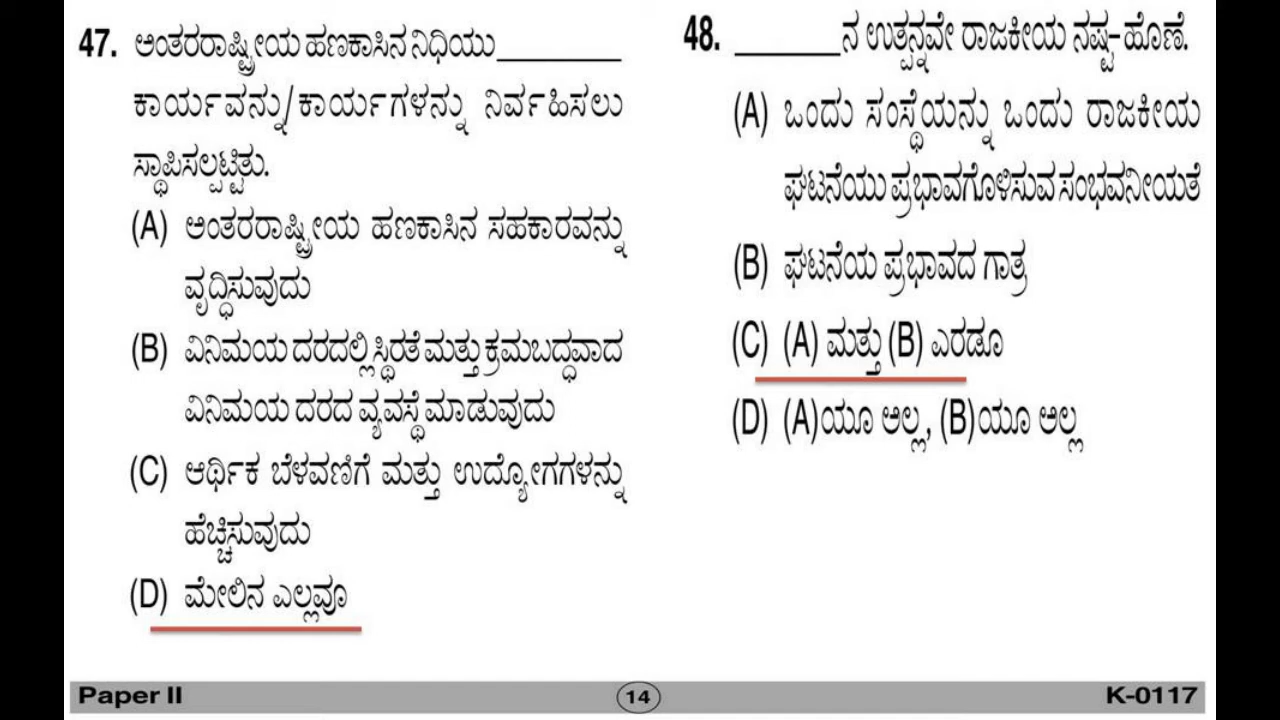 47. ಅಂತರರಾಷ್ಟ್ರೀಯ ಹಣಕಾಸಿನ ನಿಧಿಯು ________
ಕಾರ್ಯವನ್ನು/ಕಾರ್ಯಗಳನ್ನು ನಿರ್ವಹಿಸಲು
ಸ್ಥಾಪಿಸಲ್ಪಟ್ಟಿತ್ತು.
(A) ಅಂತರರಾಷ್ಟ್ರೀಯ ಹಣಕಾಸಿನ ಸಹಕಾರವನ್ನು
ವೃದ್ಧಿಸುವುದು
(B) ವಿನಿಮಯ ದರದಲ್ಲಿ ಸ್ಥಿರತೆ ಮತ್ತು ಕ್ರಮಬದ್ಧವಾದ
ವಿನಿಮಯ ದರದ ವ್ಯವಸ್ಥೆ ಮಾಡುವುದು
(C) ಆರ್ಥಿಕ ಬೆಳವಣಿಗೆ ಮತ್ತು ಉದ್ಯೋಗಗಳನ್ನು
ಹೆಚ್ಚಿಸುವುದು
(D) ಮೇಲಿನ ಎಲ್ಲವೂ
48. _______ನ ಉತ್ಪನ್ನವೇ ರಾಜಕೀಯ ನಷ್ಟ-ಹೊಣೆ.
(A) ಒಂದು ಸಂಸ್ಥೆಯನ್ನು ಒಂದು ರಾಜಕೀಯ
ಘಟನೆಯು ಪ್ರಭಾವಗೊಳಿಸುವ ಸಂಭವನೀಯತೆ
(B) ಘಟನೆಯ ಪ್ರಭಾವದ ಗಾತ್ರ
(C) (A) ಮತ್ತು (B) ಎರಡೂ
(D) (A)ಯೂ ಅಲ್ಲ, (B)ಯೂ ಅಲ್ಲ
Paper II 14 K-0117